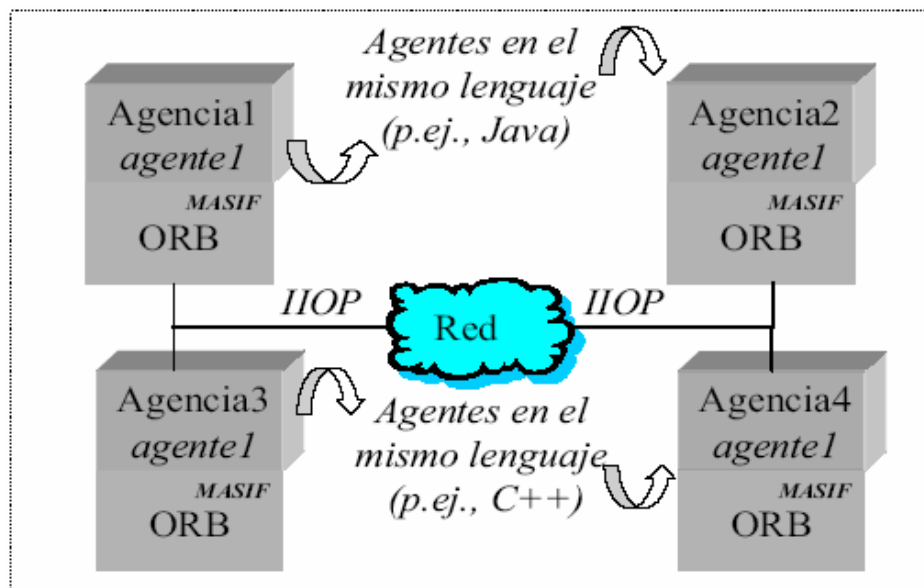 Agentes en el
mismo lenguaje
(p.ej., Java)
Agencia1
agente1
MASIF
ORB
Agencia2
agente1
MASIF
ORB
IIOP
Red
IIOP
Agencia3
agente1
MASIF
ORB
Agentes en el
mismo lenguaje
(p.ej., C++)
Agencia4
agente1
MASIF
ORB